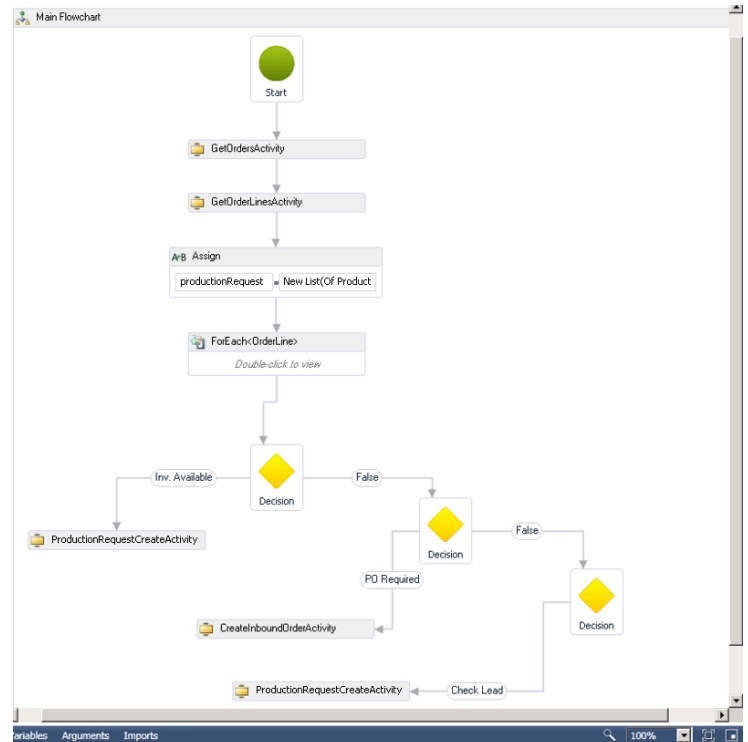 Main Flowchart
Start
GetOrdersActivity
GetOrderLinesActivity
A+B Assign
productionRequest = New List(Of Product
ForEach<OrderLine>
Double-click to view
Inv. Available
Decision
False
ProductionRequestCreateActivity
Decision
False
PO Required
CreateInboundOrderActivity
Decision
ProductionRequestCreateActivity
Check Lead
ariables Arguments Imports 100%